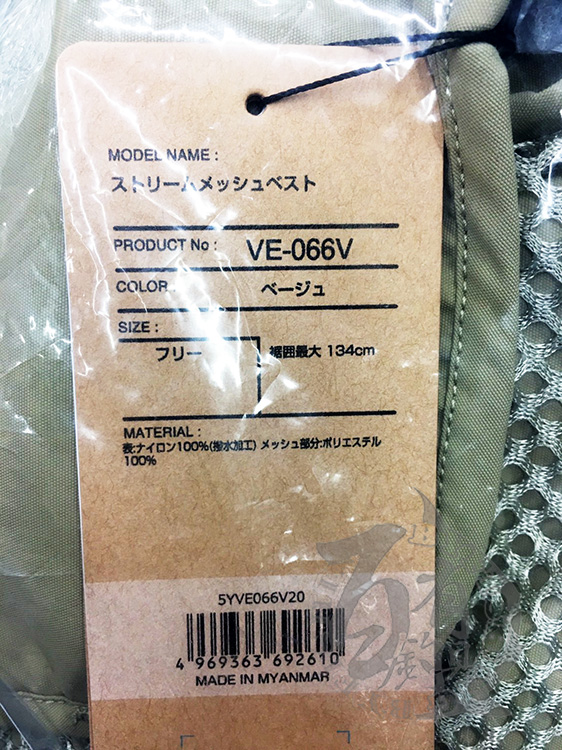 MODEL NAME :
ストリームメッシュベスト
PRODUCT No : VE-066V
COLOR : ベージュ
SIZE :
フリー 裾囲最大 134cm
MATERIAL :
表:ナイロン100%(撥水加工) メッシュ部分:ポリエステル
100%
5YVE066V20
4 969363 692610
MADE IN MYANMAR